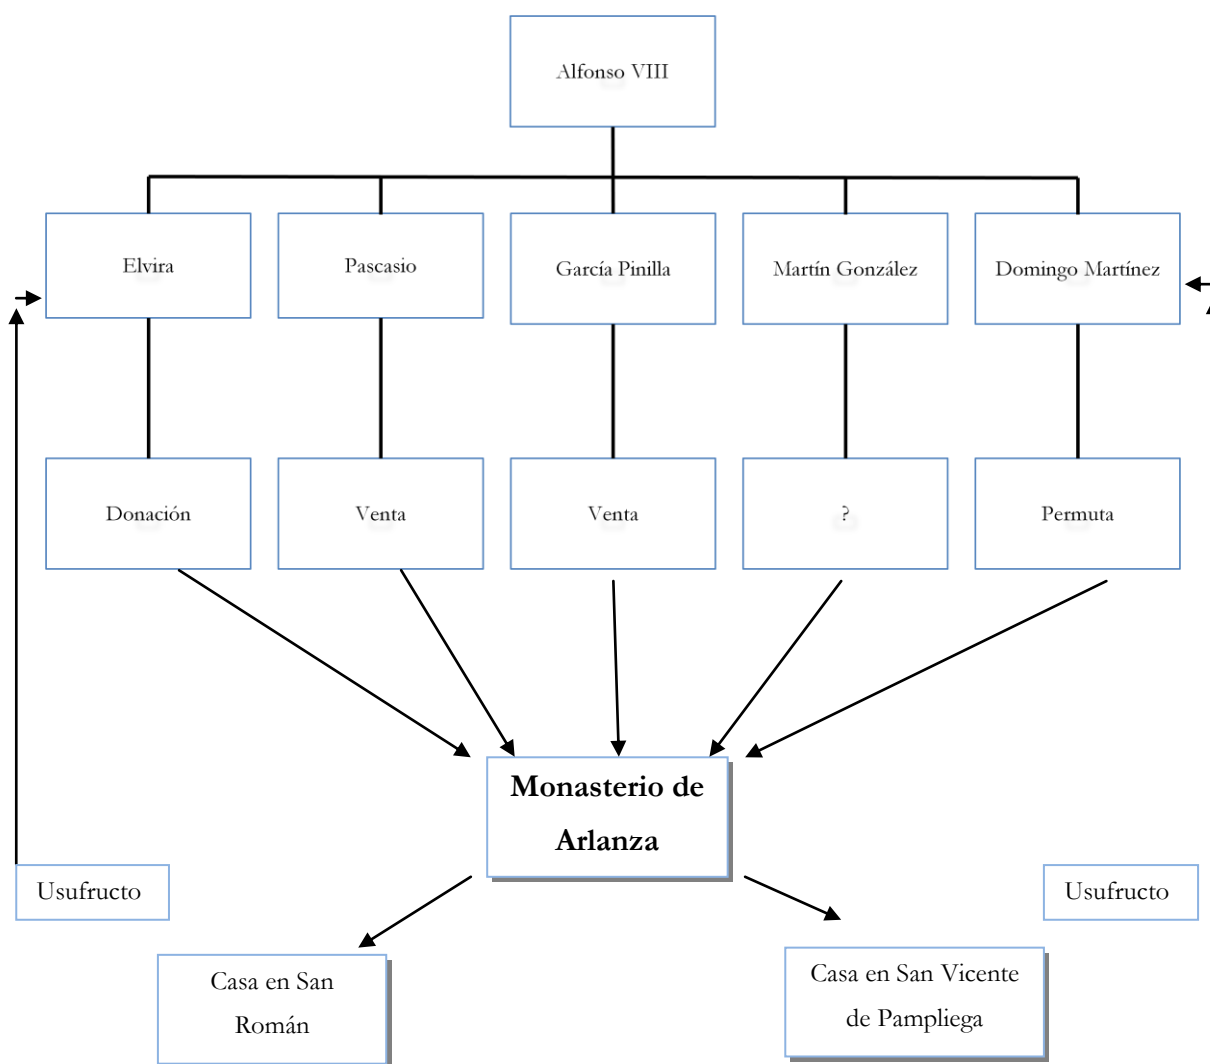 Alfonso VIII
Elvira
Pascasio
García Pinilla
Martín González
Domingo Martínez
Donación
Venta
Venta
?
Permuta
Monasterio de
Arlanza
Usufructo
Usufructo
Casa en San
Román
Casa en San Vicente
de Pampliega